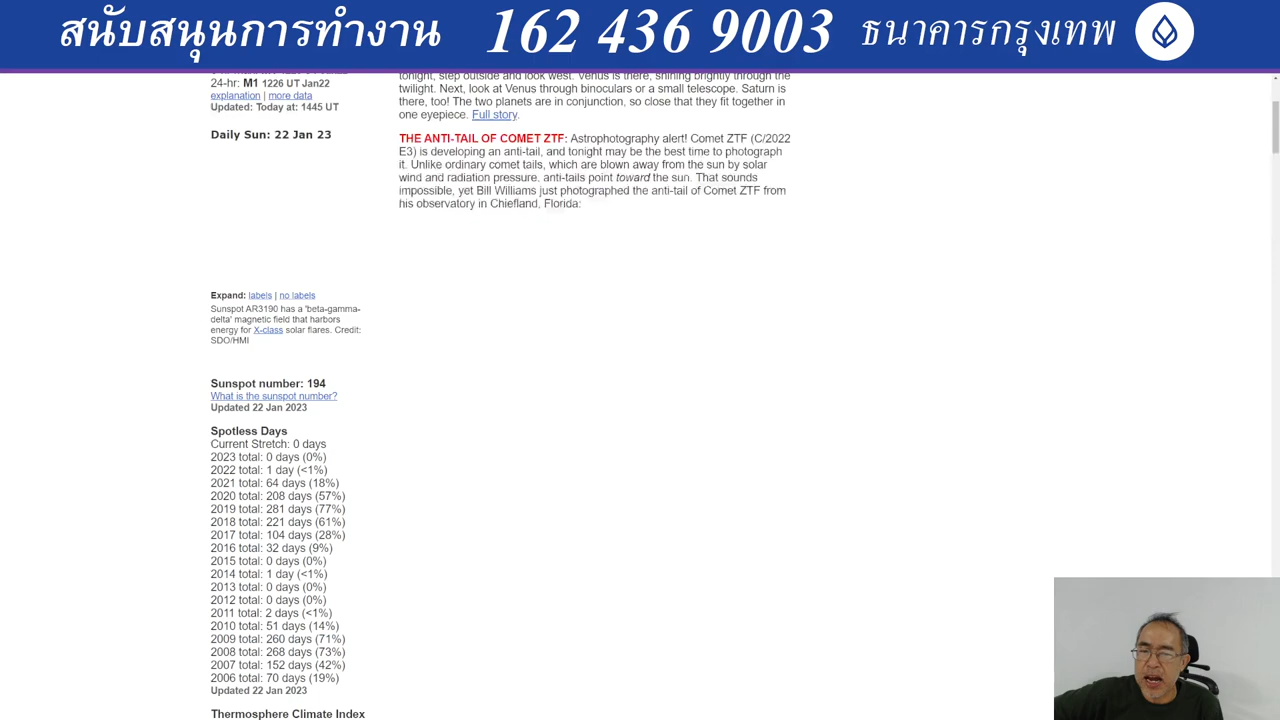 สนับสนุนการทำงาน 162 436 9003 ธนาคารกรุงเทพ
24-hr: M1 1226 UT Jan22
explanation | more data
Updated: Today at: 1445 UT
Daily Sun: 22 Jan 23
Expand: labels | no labels
Sunspot AR3190 has a 'beta-gamma-
delta' magnetic field that harbors
energy for X-class solar flares. Credit:
SDO/HMI
Sunspot number: 194
What is the sunspot number?
Updated 22 Jan 2023
Spotless Days
Current Stretch: 0 days
2023 total: 0 days (0%)
2022 total: 1 day (<1%)
2021 total: 64 days (18%)
2020 total: 208 days (57%)
2019 total: 281 days (77%)
2018 total: 221 days (61%)
2017 total: 104 days (28%)
2016 total: 32 days (9%)
2015 total: 0 days (0%)
2014 total: 1 day (<1%)
2013 total: 0 days (0%)
2012 total: 0 days (0%)
2011 total: 2 days (<1%)
2010 total: 51 days (14%)
2009 total: 260 days (71%)
2008 total: 268 days (73%)
2007 total: 152 days (42%)
2006 total: 70 days (19%)
Updated 22 Jan 2023
Thermosphere Climate Index
tonight, step outside and look west. Venus is there, shining brightly through the
twilight. Next, look at Venus through binoculars or a small telescope. Saturn is
there, too! The two planets are in conjunction, so close that they fit together in
one eyepiece. Full story.
THE ANTI-TAIL OF COMET ZTF: Astrophotography alert! Comet ZTF (C/2022
E3) is developing an anti-tail, and tonight may be the best time to photograph
it. Unlike ordinary comet tails, which are blown away from the sun by solar
wind and radiation pressure. anti-tails point toward the sun. That sounds
impossible, yet Bill Williams just photographed the anti-tail of Comet ZTF from
his observatory in Chiefland, Florida: